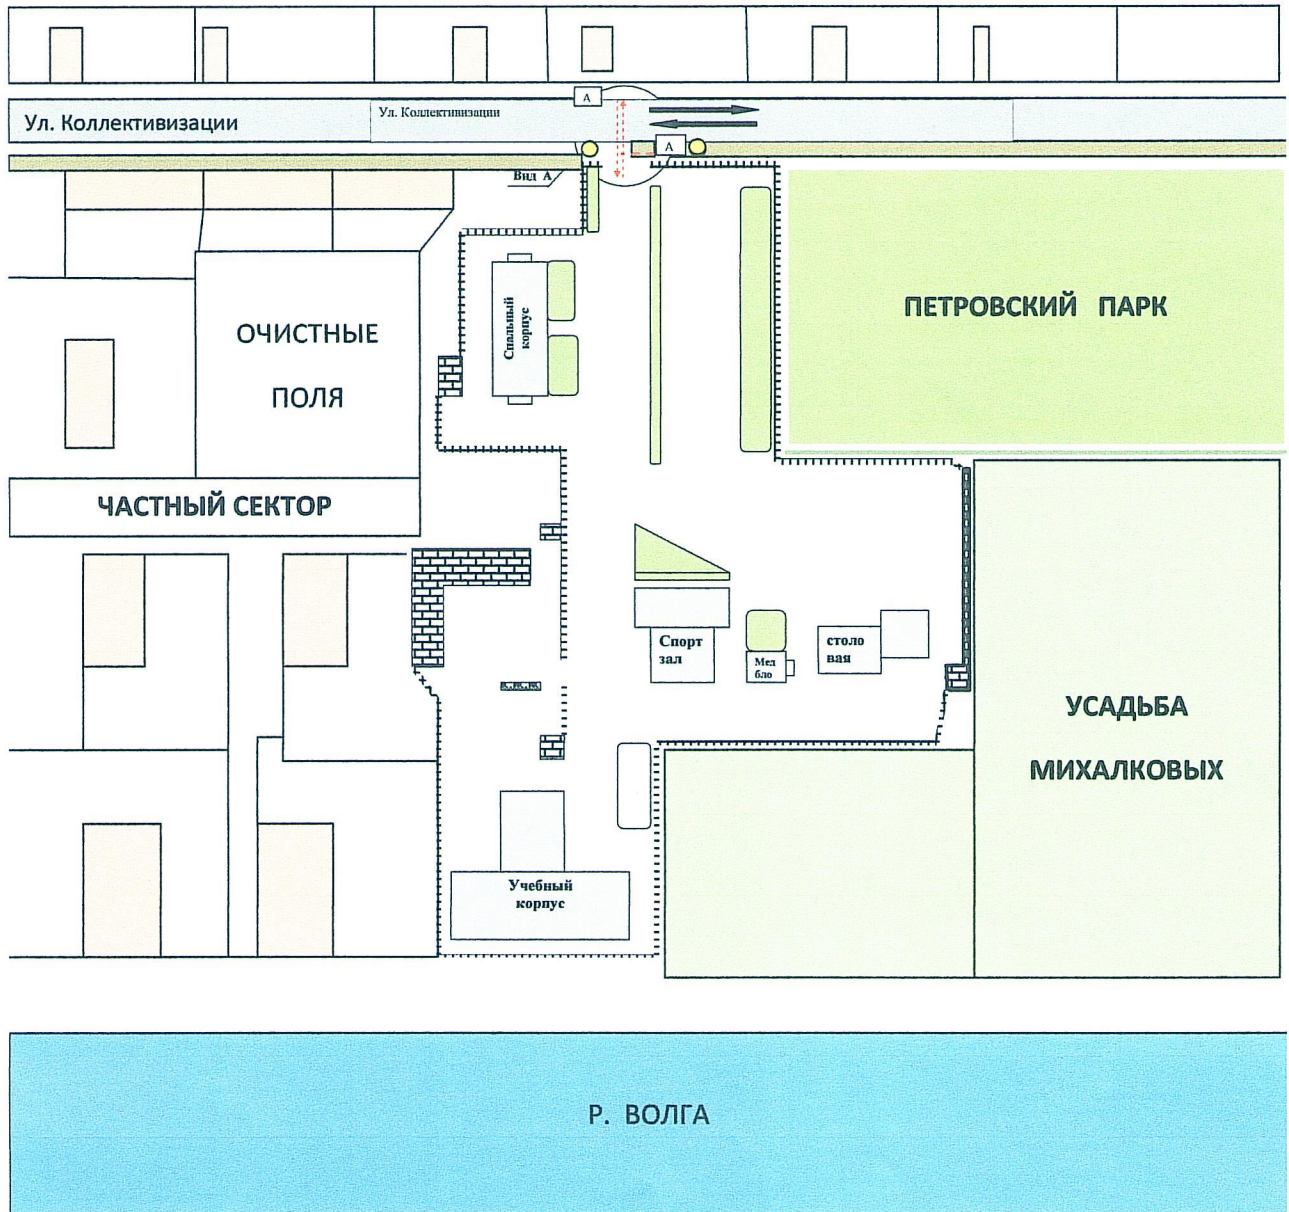 А
Ул. Коллективизации
Ул. Коллективизации
А
Вид А
ПЕТРОВСКИЙ ПАРК
Спальный
корпус
ОЧИСТНЫЕ
ПОЛЯ
ЧАСТНЫЙ СЕКТОР
Спорт
зал
Мед
бло
столо
вая
УСАДЬБА
МИХАЛКОВЫХ
Учебный
корпус
Р. ВОЛГА